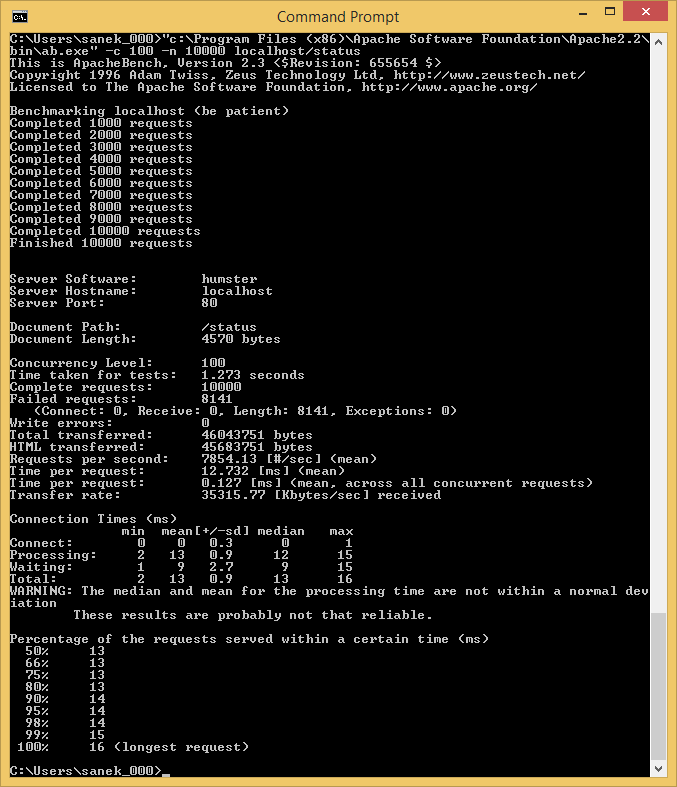 Command Prompt
C:\Users\sanek_000>"c:\Program Files (x86)\Apache Software Foundation\Apache2.2\
bin\ab.exe" -c 100 -n 10000 localhost/status
This is ApacheBench, Version 2.3 <$Revision: 655654 $>
Copyright 1996 Adam Twiss, Zeus Technology Ltd, http://www.zeustech.net/
Licensed to The Apache Software Foundation, http://www.apache.org/
Benchmarking localhost (be patient)
Completed 1000 requests
Completed 2000 requests
Completed 3000 requests
Completed 4000 requests
Completed 5000 requests
Completed 6000 requests
Completed 7000 requests
Completed 8000 requests
Completed 9000 requests
Completed 10000 requests
Finished 10000 requests
Server Software:        humster
Server Hostname:        localhost
Server Port:            80
Document Path:          /status
Document Length:        4570 bytes
Concurrency Level:      100
Time taken for tests:   1.273 seconds
Complete requests:      10000
Failed requests:        8141
   (Connect: 0, Receive: 0, Length: 8141, Exceptions: 0)
Write errors:           0
Total transferred:      46043751 bytes
HTML transferred:       45683751 bytes
Requests per second:    7854.13 [#/sec] (mean)
Time per request:       12.732 [ms] (mean)
Time per request:       0.127 [ms] (mean, across all concurrent requests)
Transfer rate:          35315.77 [Kbytes/sec] received
Connection Times (ms)
              min  mean[+/-sd] median   max
Connect:        0    0   0.3      0       1
Processing:     2   13   0.9     12      15
Waiting:        1    9   2.7      9      15
Total:          2   13   0.9     13      16
WARNING: The median and mean for the processing time are not within a normal dev
iation
        These results are probably not that reliable.
Percentage of the requests served within a certain time (ms)
  50%     13
  66%     13
  75%     13
  80%     13
  90%     14
  95%     14
  98%     14
  99%     15
 100%     16 (longest request)
C:\Users\sanek_000>_